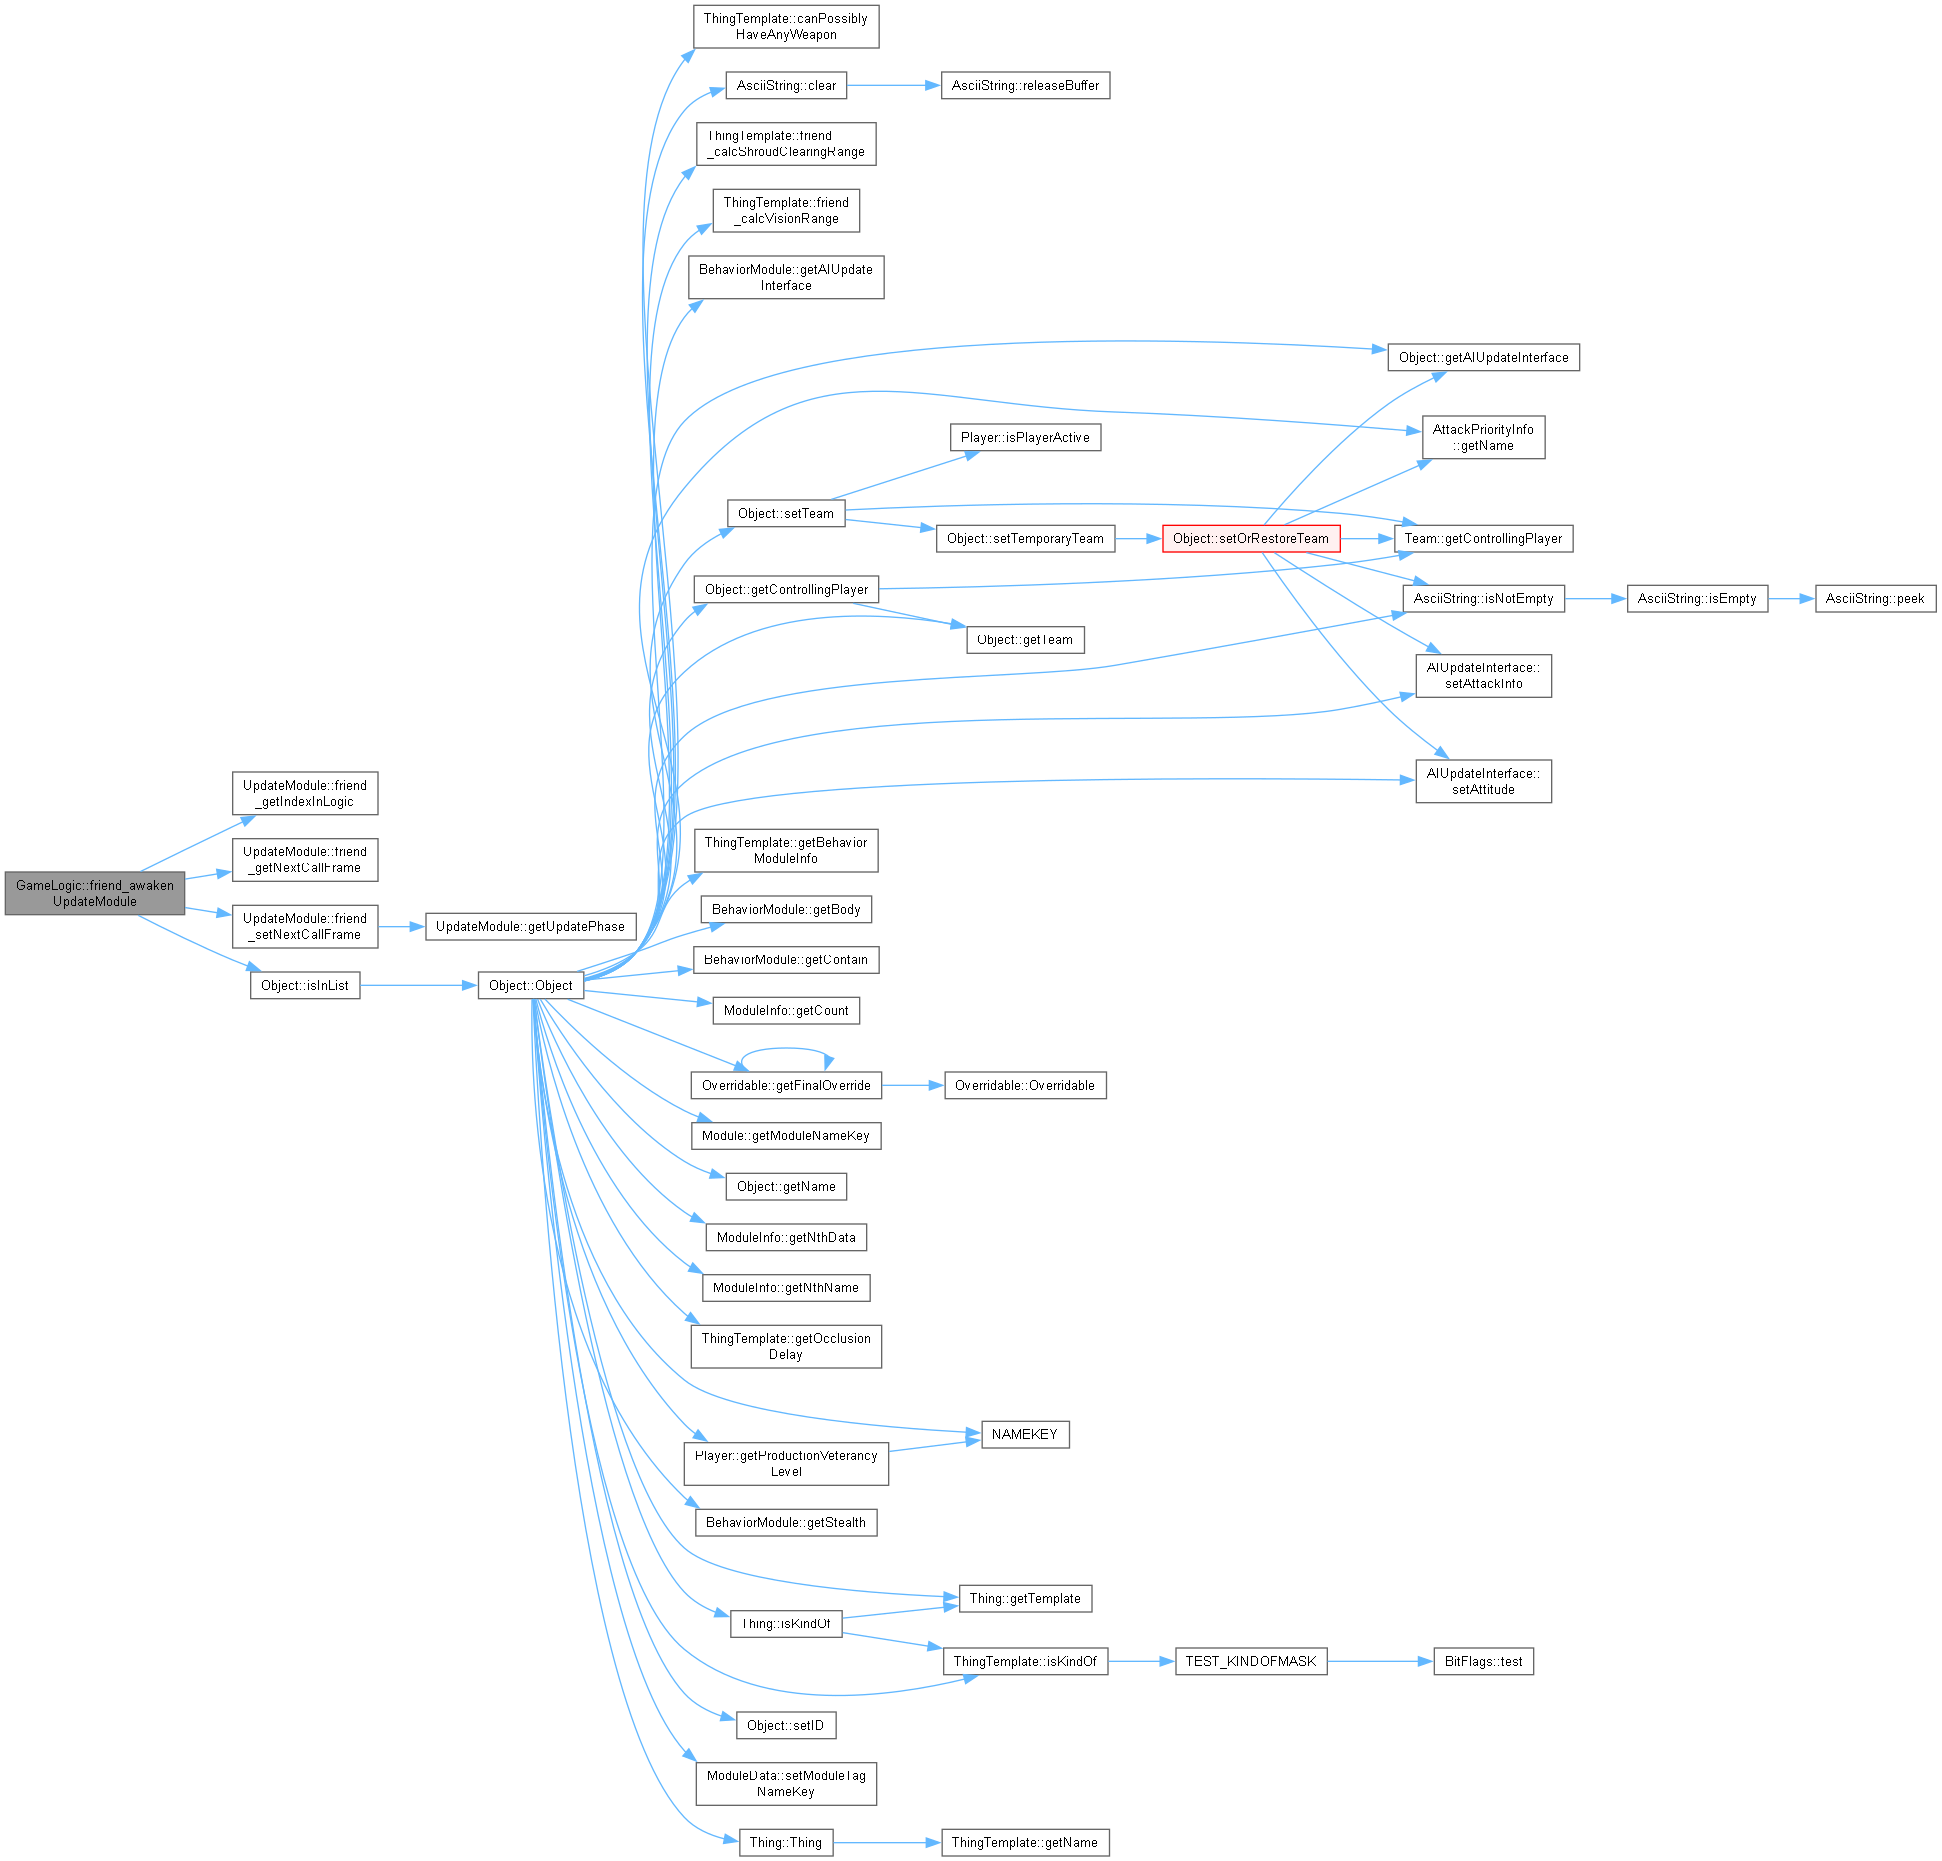 ThingTemplate::canPossibly
HaveAnyWeapon
AsciiString::clear
AsciiString::releaseBuffer
ThingTemplate::friend
_calcShroudClearingRange
ThingTemplate::friend
_calcVisionRange
BehaviorModule::getAIUpdate
Interface
Object::getAIUpdateInterface
AttackPriorityInfo
::getName
Player::isPlayerActive
Object::setTeam
Object::setTemporaryTeam
Object::setOrRestoreTeam
Team::getControllingPlayer
Object::getControllingPlayer
AsciiString::isNotEmpty
AsciiString::isEmpty
AsciiString::peek
Object::getTeam
AIUpdateInterface::
setAttackInfo
AIUpdateInterface::
setAttitude
UpdateModule::friend
_getIndexInLogic
UpdateModule::friend
_getNextCallFrame
GameLogic::friend_awaken
UpdateModule
UpdateModule::friend
_setNextCallFrame
UpdateModule::getUpdatePhase
Object::isInList
Object::Object
ThingTemplate::getBehavior
ModuleInfo
BehaviorModule::getBody
BehaviorModule::getContain
ModuleInfo::getCount
Overridable::getFinalOverride
Overridable::Overridable
Module::getModuleNameKey
Object::getName
ModuleInfo::getNthData
ModuleInfo::getNthName
ThingTemplate::getOcclusion
Delay
NAMEKEY
Player::getProductionVeterancy
Level
BehaviorModule::getStealth
Thing::getTemplate
Thing::isKindOf
ThingTemplate::isKindOf
TEST_KINDOFMASK
BitFlags::test
Object::setID
ModuleData::setModuleTag
NameKey
Thing::Thing
ThingTemplate::getName